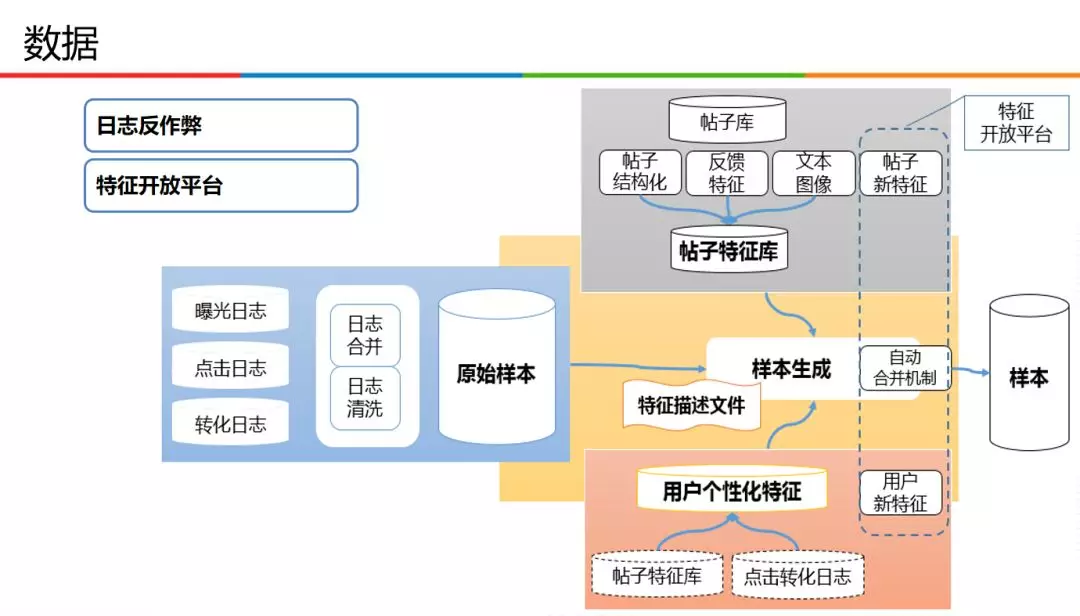 数据
日志反作弊
特征开放平台
帖子库
特征
开放平台
帖子
结构化
反馈
特征
文本
图像
帖子
新特征
帖子特征库
曝光日志
点击日志
转化日志
日志
合并
日志
清洗
原始样本
样本生成
自动
合并机制
特征描述文件
样本
用户个性化特征
用户
新特征
帖子特征库
点击转化日志